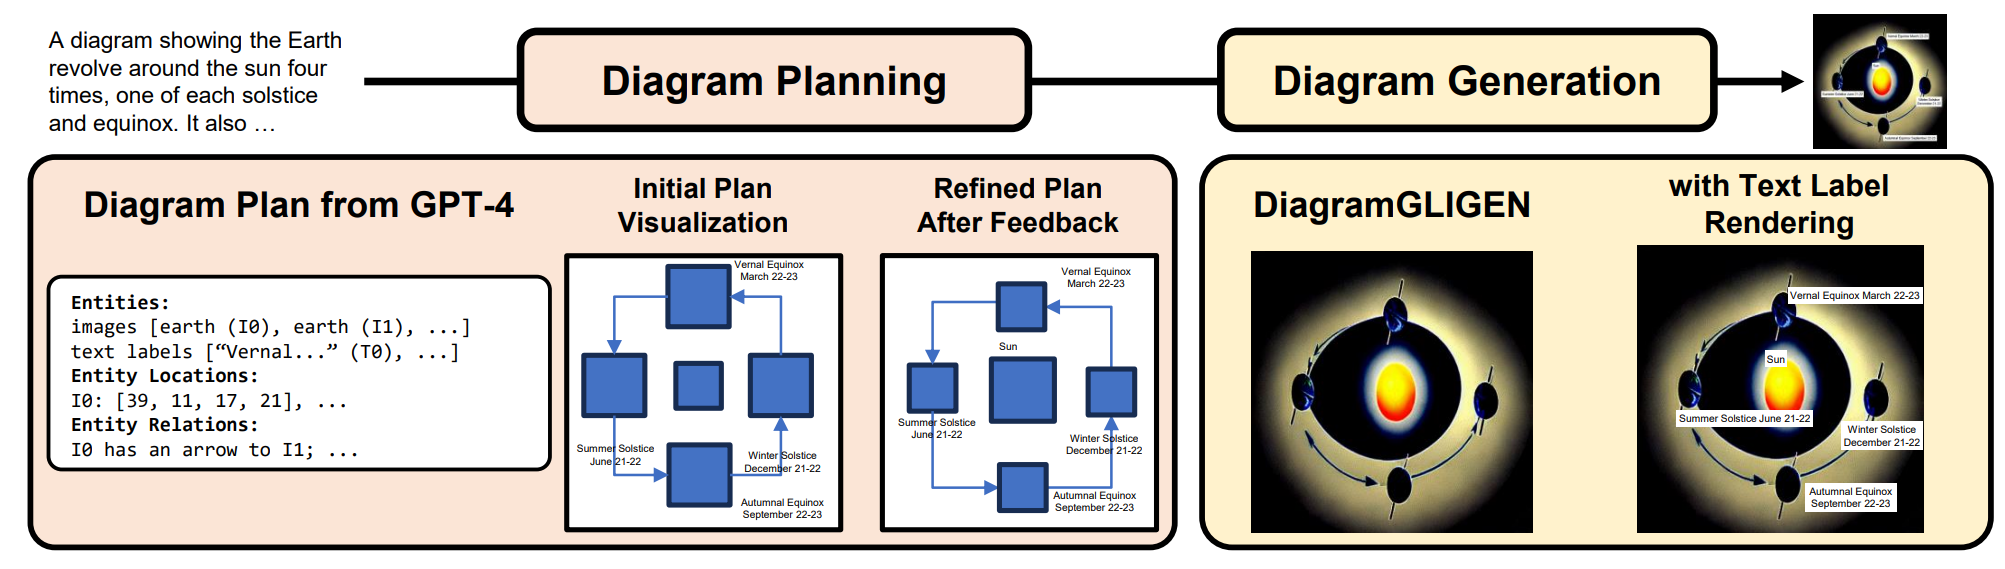 A diagram showing the Earth
revolve around the sun four
times, one of each solstice
and equinox. It also …
Diagram Planning
Diagram Generation
Diagram Plan from GPT-4
Entities:
images [earth (I0), earth (I1), ...]
text labels [“Vernal...” (T0), ...]
Entity Locations:
I0: [39, 11, 17, 21], ...
Entity Relations:
I0 has an arrow to I1; ...
Initial Plan
Visualization
Vernal Equinox
March 22-23
Summer Solstice
June 21-22
Winter Solstice
December 21-22
Autumnal Equinox
September 22-23
Refined Plan
After Feedback
Vernal Equinox
March 22-23
Sun
Summer Solstice
June 21-22
Winter Solstice
December 21-22
Autumnal Equinox
September 22-23
DiagramGLIGEN
with Text Label
Rendering
Vernal Equinox March 22-23
Sun
Summer Solstice June 21-22
Winter Solstice
December 21-22
Autumnal Equinox
September 22-23